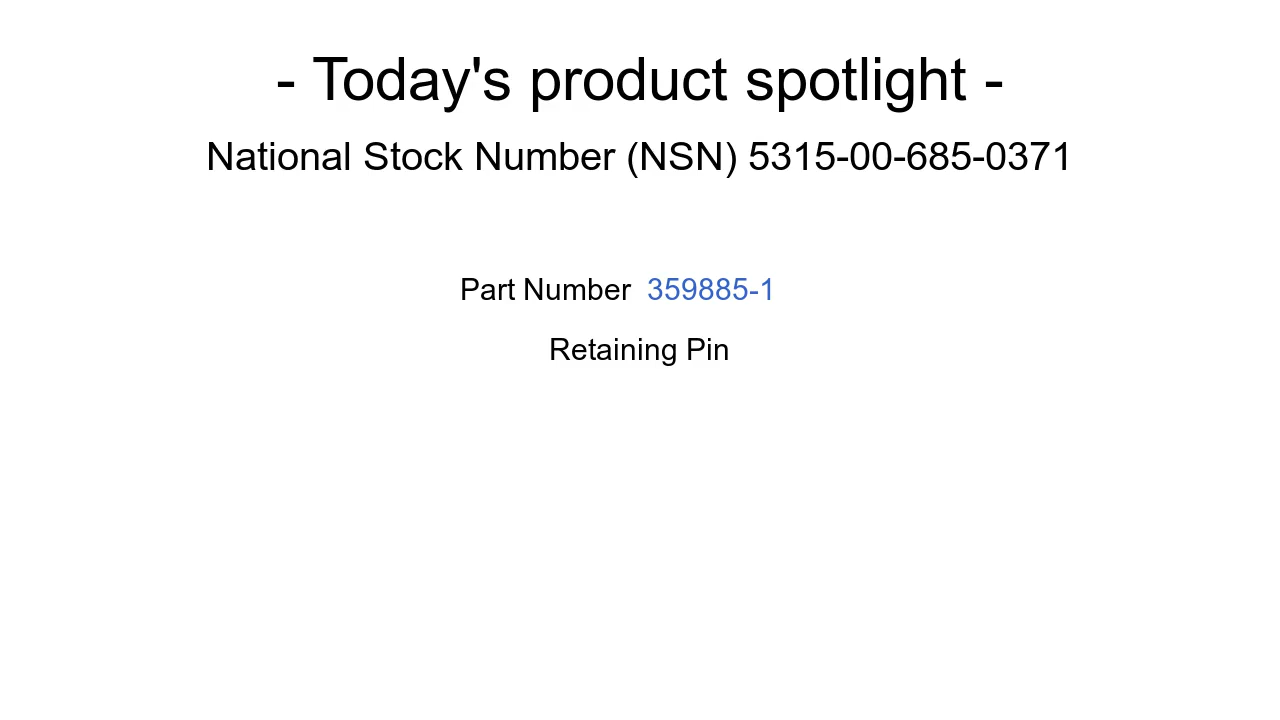 - Today's product spotlight -
National Stock Number (NSN) 5315-00-685-0371
Part Number 359885-1
Retaining Pin